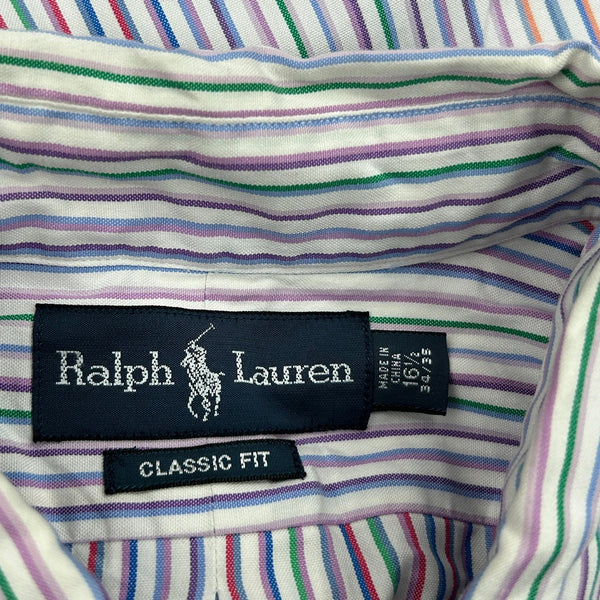 Ralph Lauren
MADE IN
CHINA
16½
34/35
CLASSIC FIT